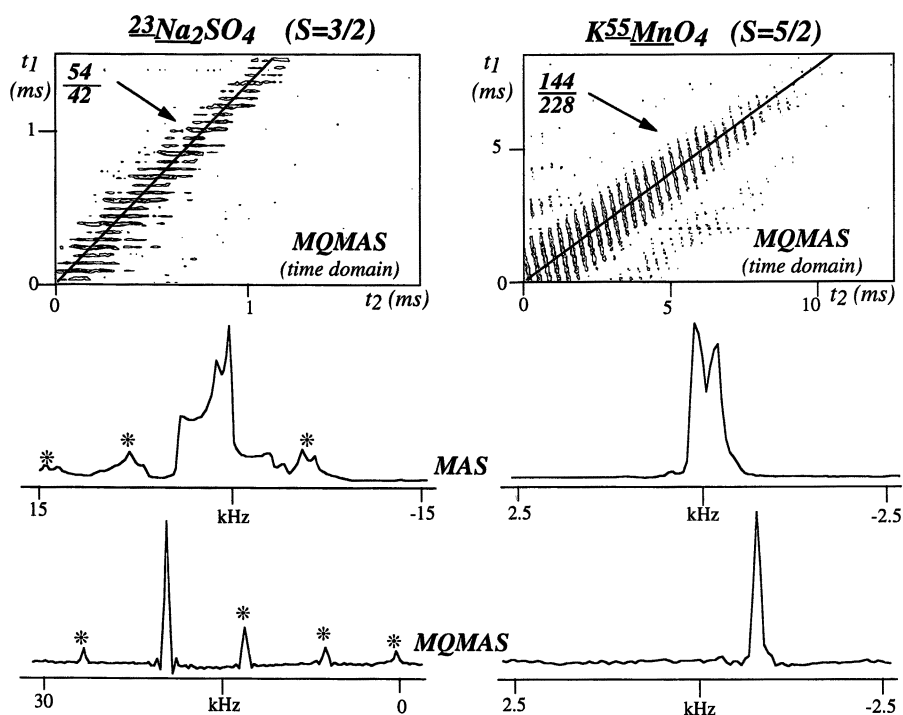 23Na2SO4 (S=3/2)
K55MnO4 (S=5/2)
t1
(ms)
54
42
1
0
MQMAS
(time domain)
0
1
t2 (ms)
t1
(ms)
144
228
5
0
MQMAS
(time domain)
0
5
10
t2 (ms)
*
*
*
MAS
15
kHz
-15
2.5
kHz
-2.5
*
*
*
*
MQMAS
30
kHz
0
2.5
kHz
-2.5